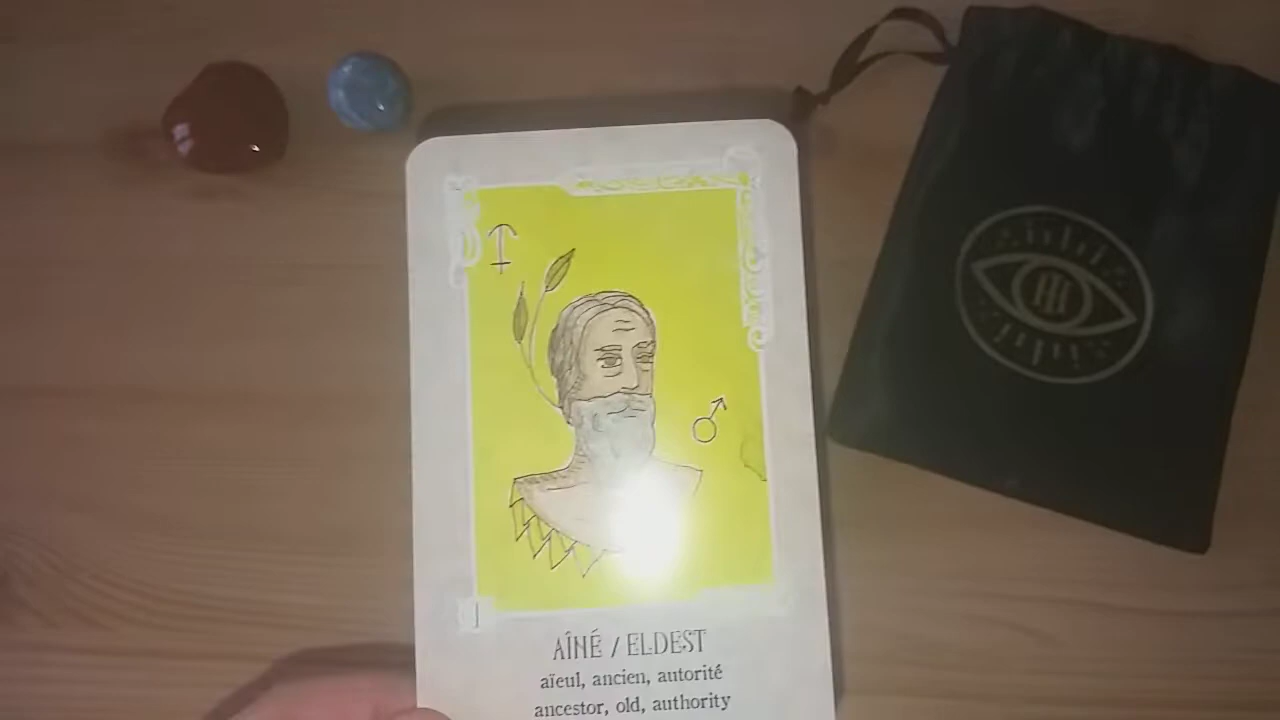 AÎNÉ / ELDEST
aïeul, ancien, autorité
ancestor, old, authority